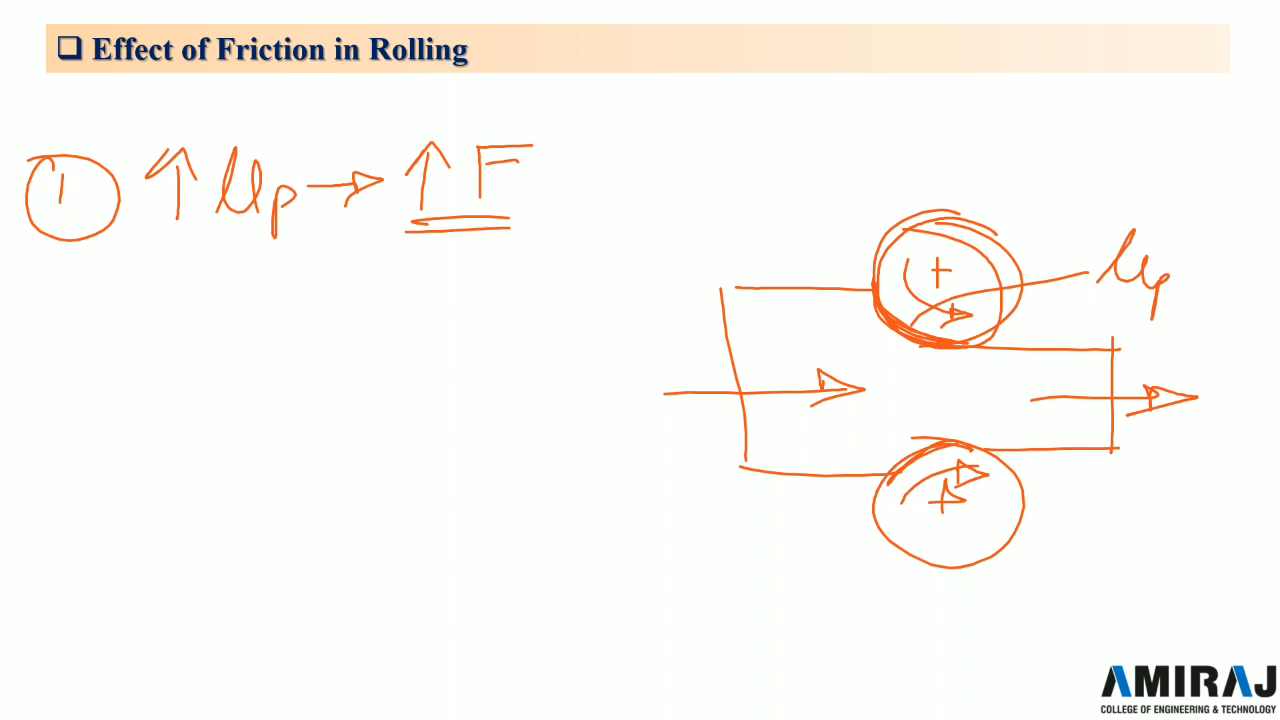 ❑ Effect of Friction in Rolling
① ↑ μp → ↑ F
μp
AMIRAJ
COLLEGE OF ENGINEERING & TECHNOLOGY